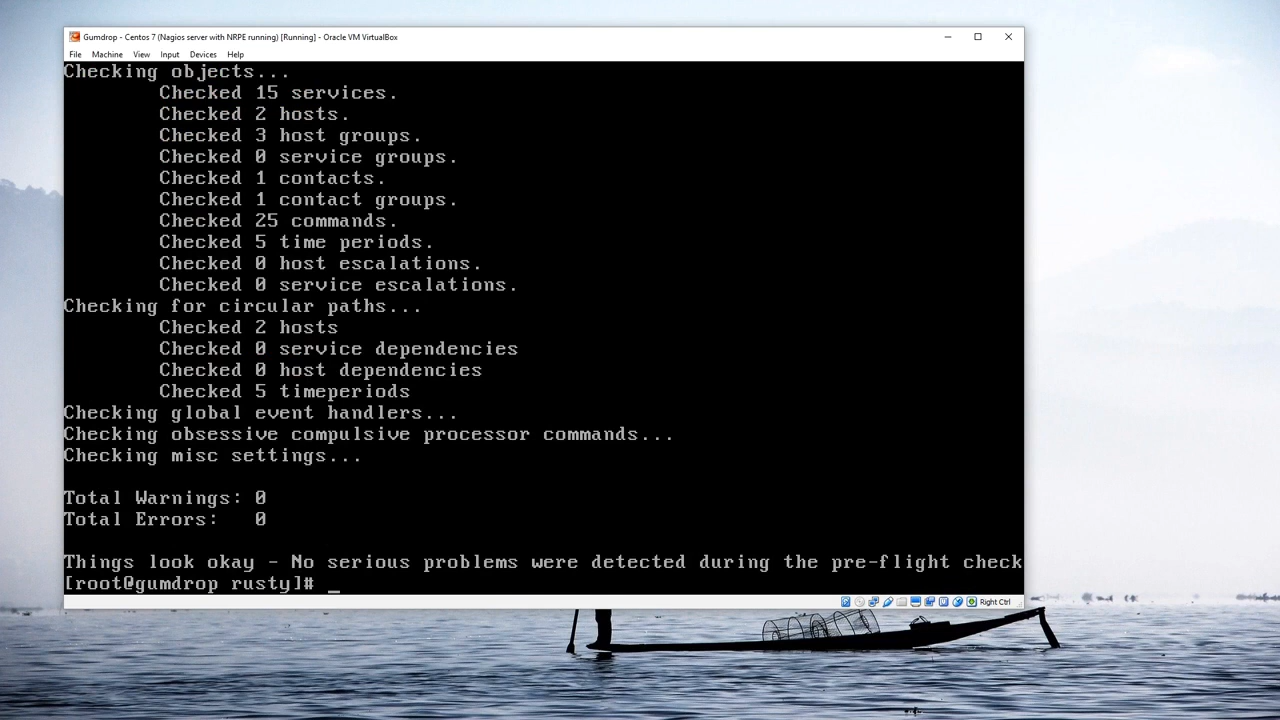 Gumdrop - Centos 7 (Nagios server with NRPE running) [Running] - Oracle VM VirtualBox
File Machine View Input Devices Help
Checking objects...
Checked 15 services.
Checked 2 hosts.
Checked 3 host groups.
Checked 0 service groups.
Checked 1 contacts.
Checked 1 contact groups.
Checked 25 commands.
Checked 5 time periods.
Checked 0 host escalations.
Checked 0 service escalations.
Checking for circular paths...
Checked 2 hosts
Checked 0 service dependencies
Checked 0 host dependencies
Checked 5 timeperiods
Checking global event handlers...
Checking obsessive compulsive processor commands...
Checking misc settings...
Total Warnings: 0
Total Errors: 0
Things look okay - No serious problems were detected during the pre-flight check
[root@gumdrop rusty]# _
Right Ctrl